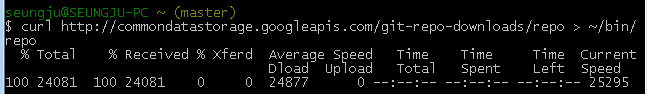 seungju@SEUNGJU-PC ~ (master)
$ curl http://commondatastorage.googleapis.com/git-repo-downloads/repo > ~/bin/
repo
% Total % Received % Xferd Average Speed Time Time Time Current
Dload Upload Total Spent Left Speed
100 24081 100 24081 0 0 24877 0 --:--:-- --:--:-- --:--:-- 25295